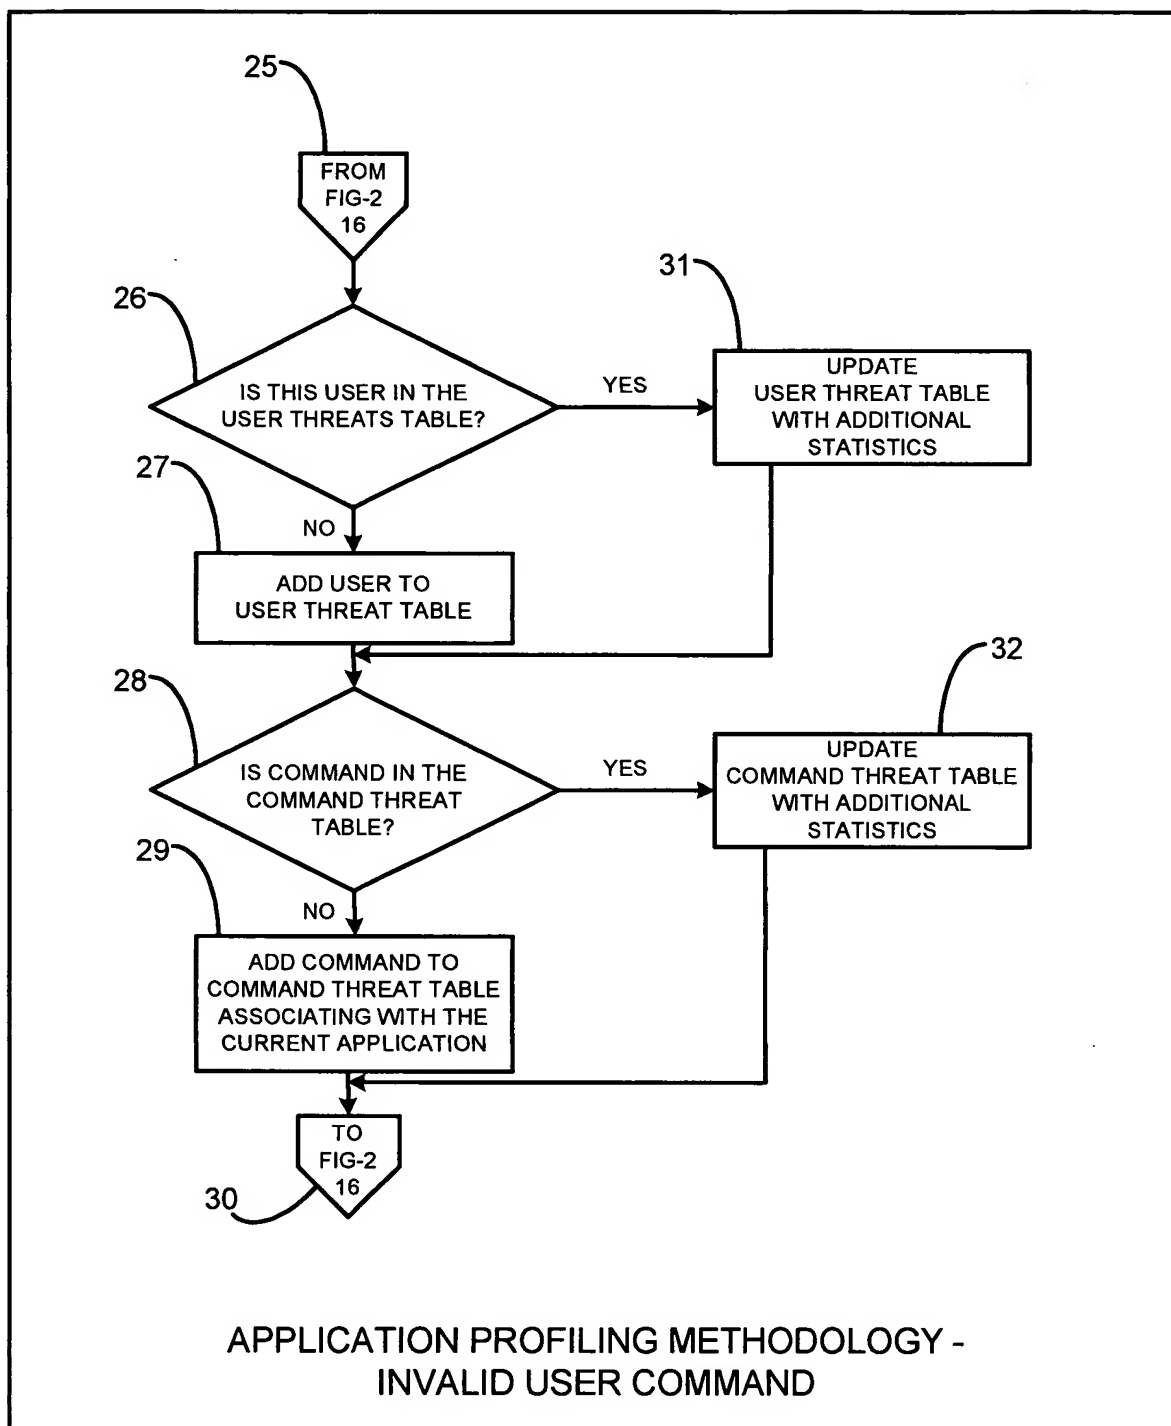 25
FROM
FIG-2
16
26
IS THIS USER IN THE
USER THREATS TABLE?
YES
31
UPDATE
USER THREAT TABLE
WITH ADDITIONAL
STATISTICS
27
NO
ADD USER TO
USER THREAT TABLE
28
IS COMMAND IN THE
COMMAND THREAT
TABLE?
YES
32
UPDATE
COMMAND THREAT TABLE
WITH ADDITIONAL
STATISTICS
29
NO
ADD COMMAND TO
COMMAND THREAT TABLE
ASSOCIATING WITH THE
CURRENT APPLICATION
TO
FIG-2
16
30
APPLICATION PROFILING METHODOLOGY -
INVALID USER COMMAND